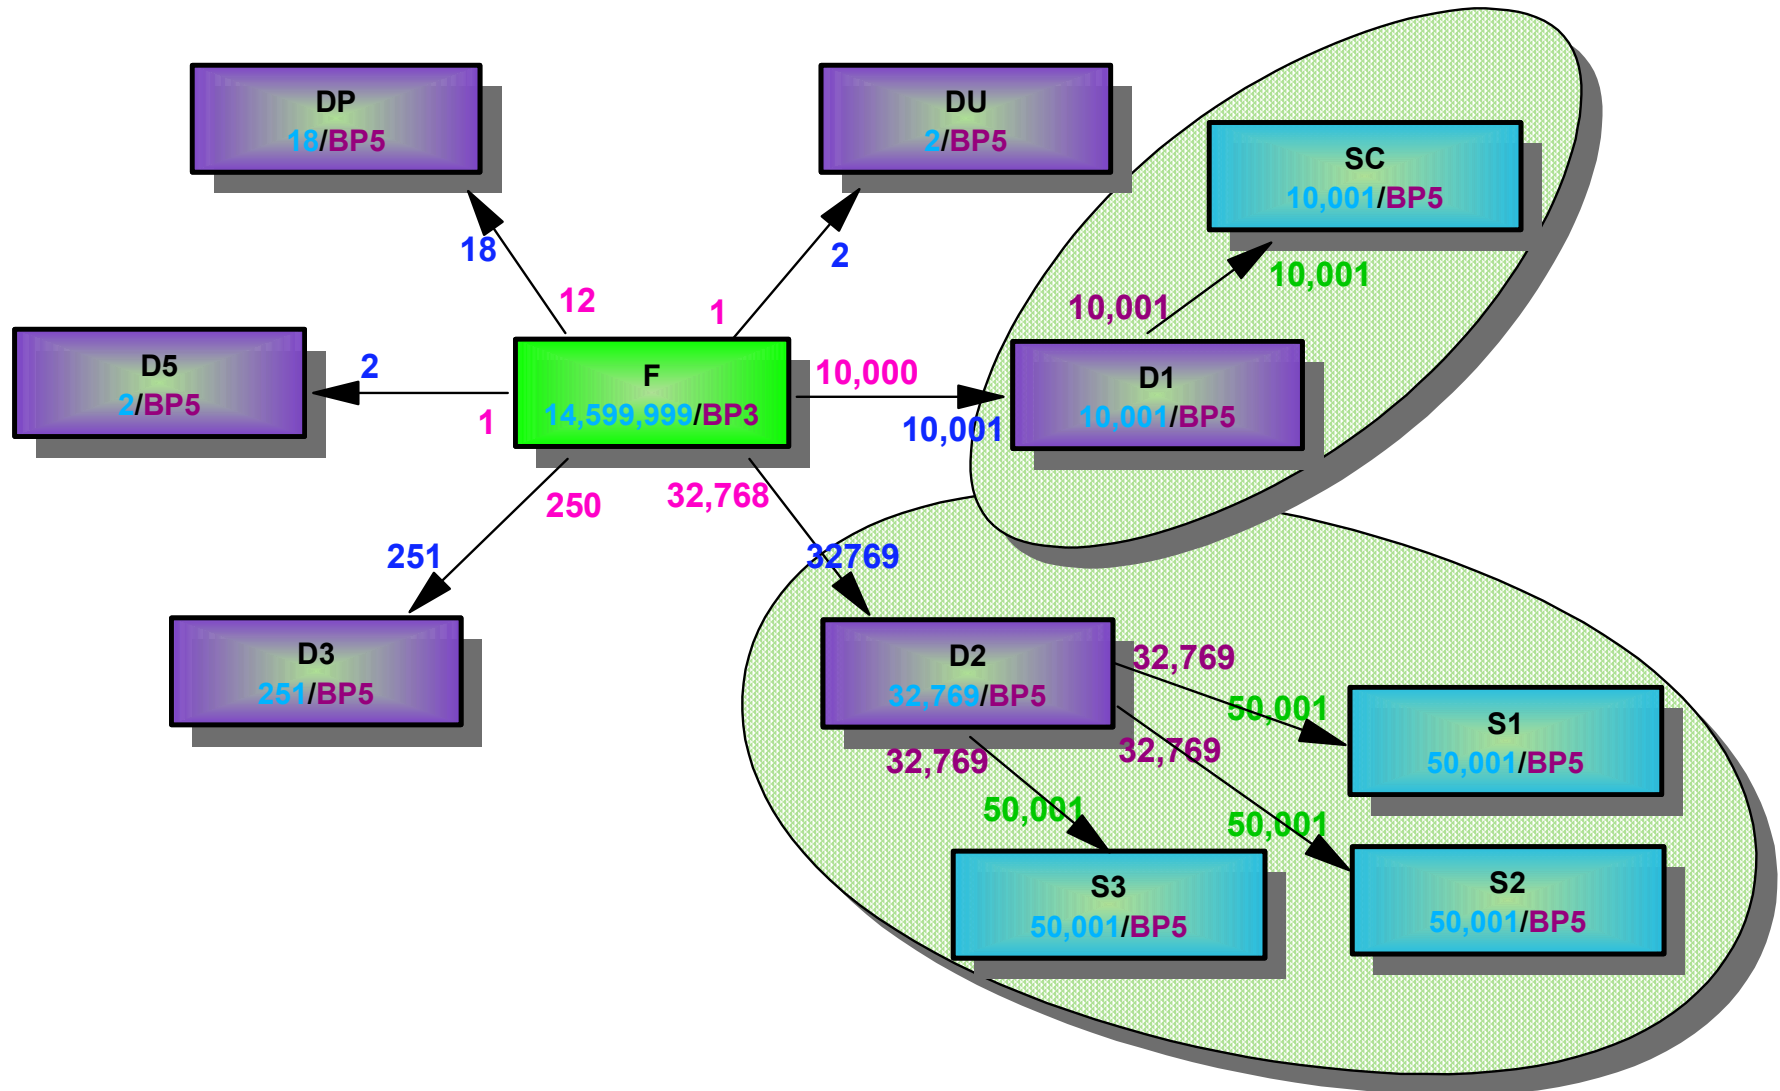 DP
18/BP5
DU
2/BP5
SC
10,001/BP5
18
2
10,001
12
1
10,001
D5
2/BP5
2
1
F
14,599,999/BP3
10,000
10,001
D1
10,001/BP5
250
32,768
251
32769
D3
251/BP5
D2
32,769/BP5
32,769
50,001
S1
50,001/BP5
32,769
32,769
50,001
50,001
S3
50,001/BP5
S2
50,001/BP5